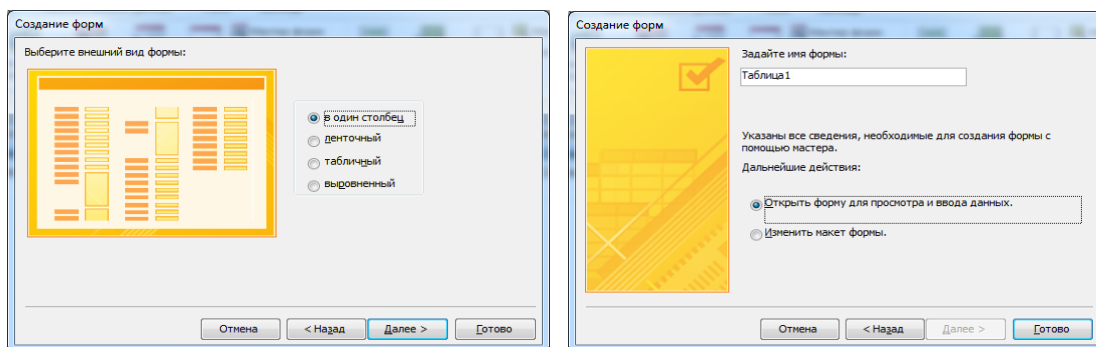 Создание форм
Выберите внешний вид формы:
в один столбец
ленточный
табличный
выровненный
Отмена
< Назад
Далее >
Готово
Создание форм
Задайте имя формы:
Таблица1
Указаны все сведения, необходимые для создания формы с
помощью мастера.
Дальнейшие действия:
Открыть форму для просмотра и ввода данных.
Изменить макет формы.
Отмена
< Назад
Далее >
Готово